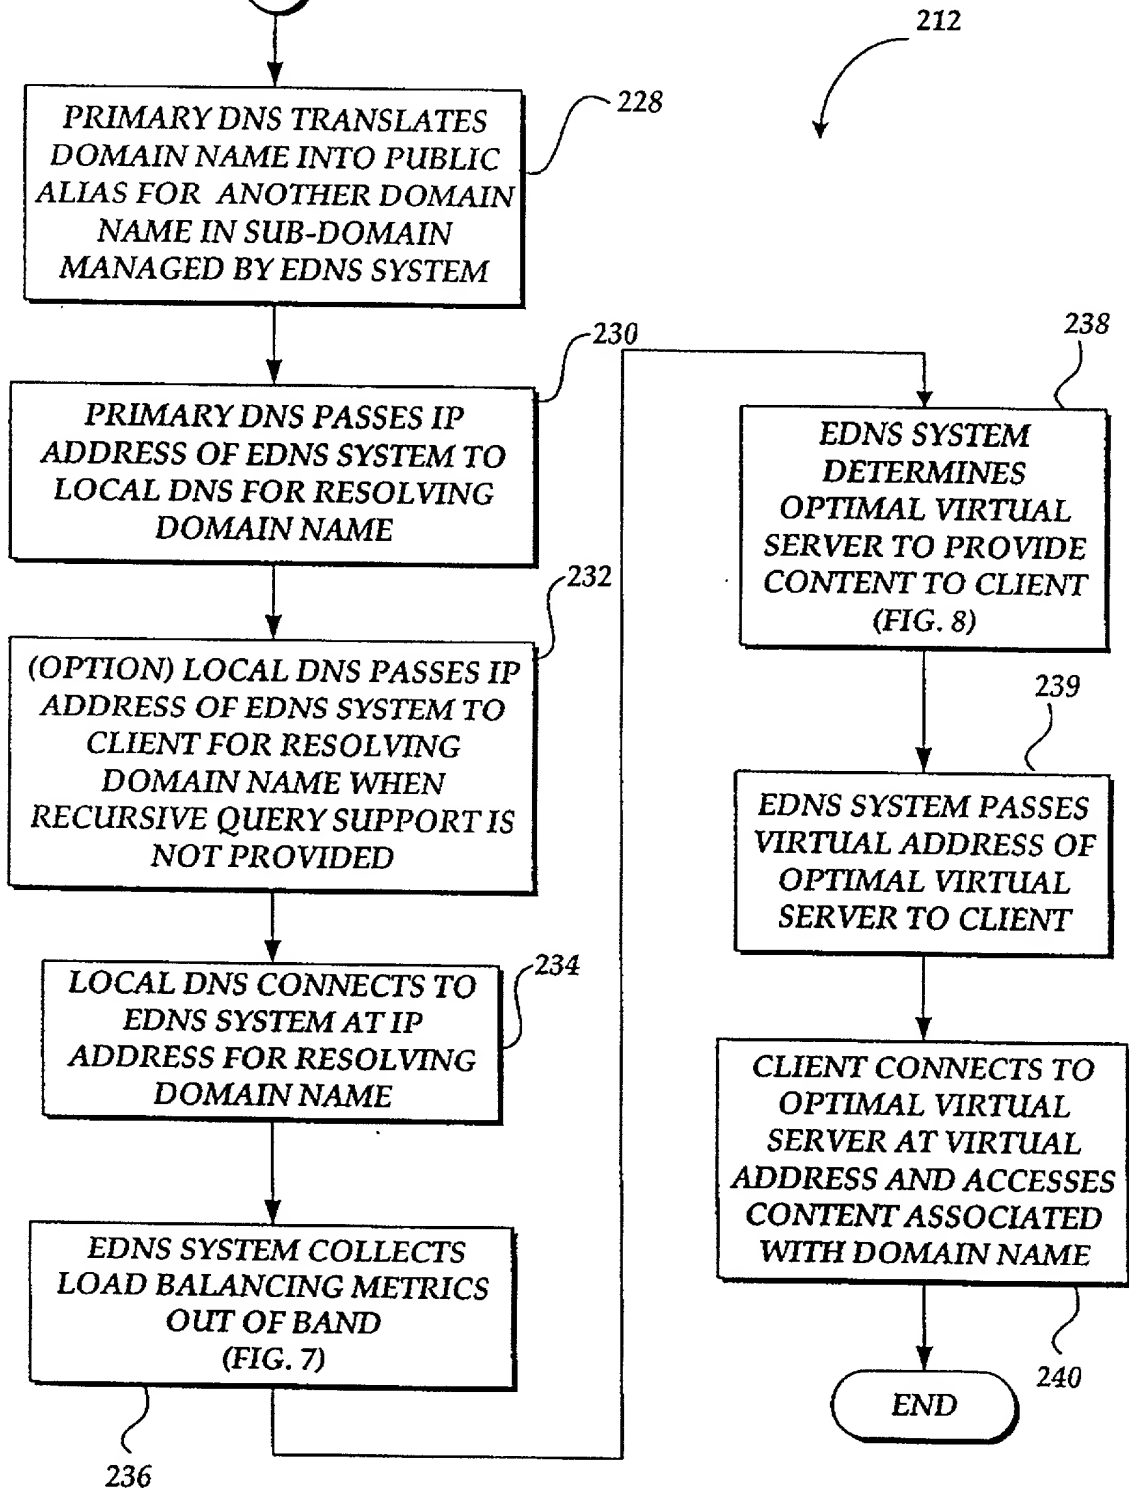 212
PRIMARY DNS TRANSLATES
DOMAIN NAME INTO PUBLIC
ALIAS FOR ANOTHER DOMAIN
NAME IN SUB-DOMAIN
MANAGED BY EDNS SYSTEM
228
230
PRIMARY DNS PASSES IP
ADDRESS OF EDNS SYSTEM TO
LOCAL DNS FOR RESOLVING
DOMAIN NAME
232
(OPTION) LOCAL DNS PASSES IP
ADDRESS OF EDNS SYSTEM TO
CLIENT FOR RESOLVING
DOMAIN NAME WHEN
RECURSIVE QUERY SUPPORT IS
NOT PROVIDED
234
LOCAL DNS CONNECTS TO
EDNS SYSTEM AT IP
ADDRESS FOR RESOLVING
DOMAIN NAME
EDNS SYSTEM COLLECTS
LOAD BALANCING METRICS
OUT OF BAND
(FIG. 7)
236
238
EDNS SYSTEM
DETERMINES
OPTIMAL VIRTUAL
SERVER TO PROVIDE
CONTENT TO CLIENT
(FIG. 8)
239
EDNS SYSTEM PASSES
VIRTUAL ADDRESS OF
OPTIMAL VIRTUAL
SERVER TO CLIENT
CLIENT CONNECTS TO
OPTIMAL VIRTUAL
SERVER AT VIRTUAL
ADDRESS AND ACCESSES
CONTENT ASSOCIATED
WITH DOMAIN NAME
240
END